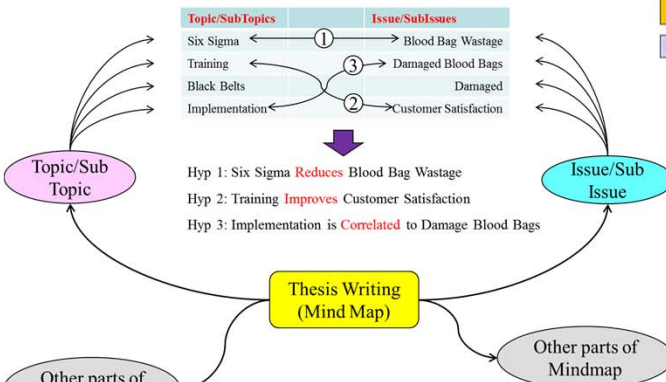 Topic/SubTopics Issue/SubIssues
Six Sigma 1 Blood Bag Wastage
Training 3 Damaged Blood Bags
Black Belts Damaged
Implementation 2 Customer Satisfaction
Topic/Sub
Topic
Issue/Sub
Issue
Hyp 1: Six Sigma Reduces Blood Bag Wastage
Hyp 2: Training Improves Customer Satisfaction
Hyp 3: Implementation is Correlated to Damage Blood Bags
Thesis Writing
(Mind Map)
Other parts of
Mindmap
Other parts of